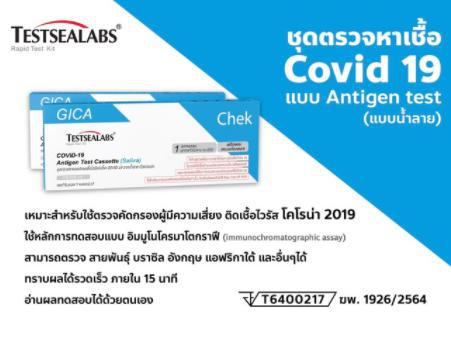 TESTSEALABS®
Rapid Test Kit
ชุดตรวจหาเชื้อ
Covid 19
แบบ Antigen test
(แบบน้ำลาย)
GICA
GICA
Chek
TESTSEALABS
COVID-19
Antigen Test Cassette (Saliva)
เหมาะสำหรับใช้ตรวจคัดกรองผู้มีความเสี่ยง ติดเชื้อไวรัส โคโรน่า 2019
ใช้หลักการทดสอบแบบ อิมมูโนโครมาโตกราฟี (immunochromatographic assay)
สามารถตรวจ สายพันธุ์ บราซิล อังกฤษ แอฟริกาใต้ และอื่นๆได้
ทราบผลได้รวดเร็ว ภายใน 15 นาที
อ่านผลทดสอบได้ด้วยตนเอง
T6400217 ฆพ. 1926/2564